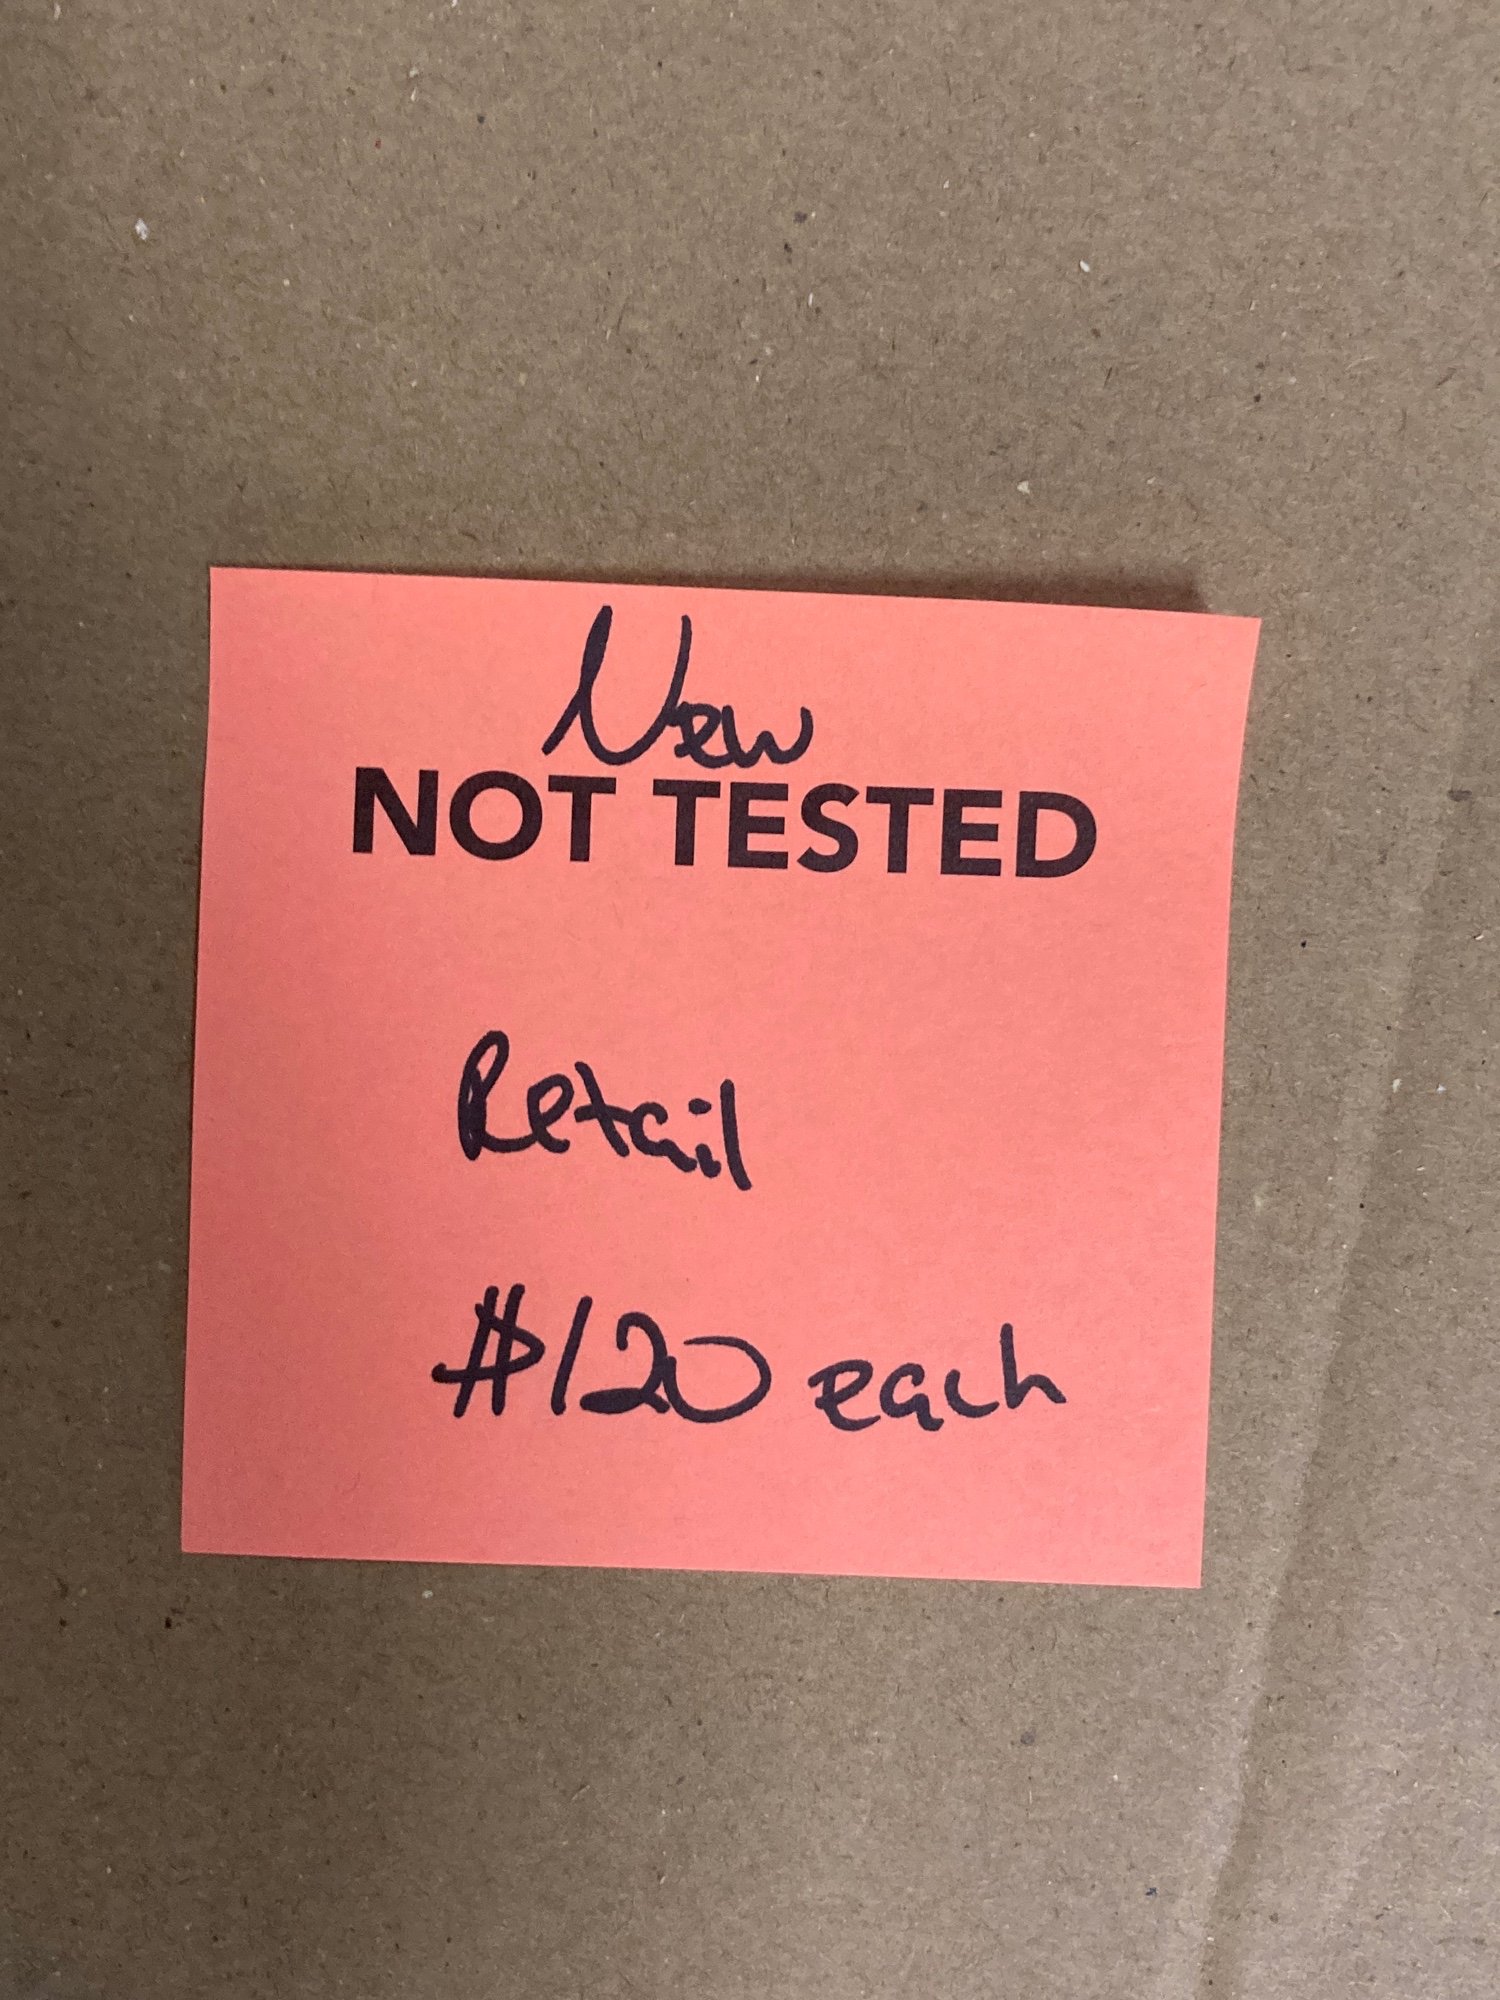 New
NOT TESTED
Retail
$120 each